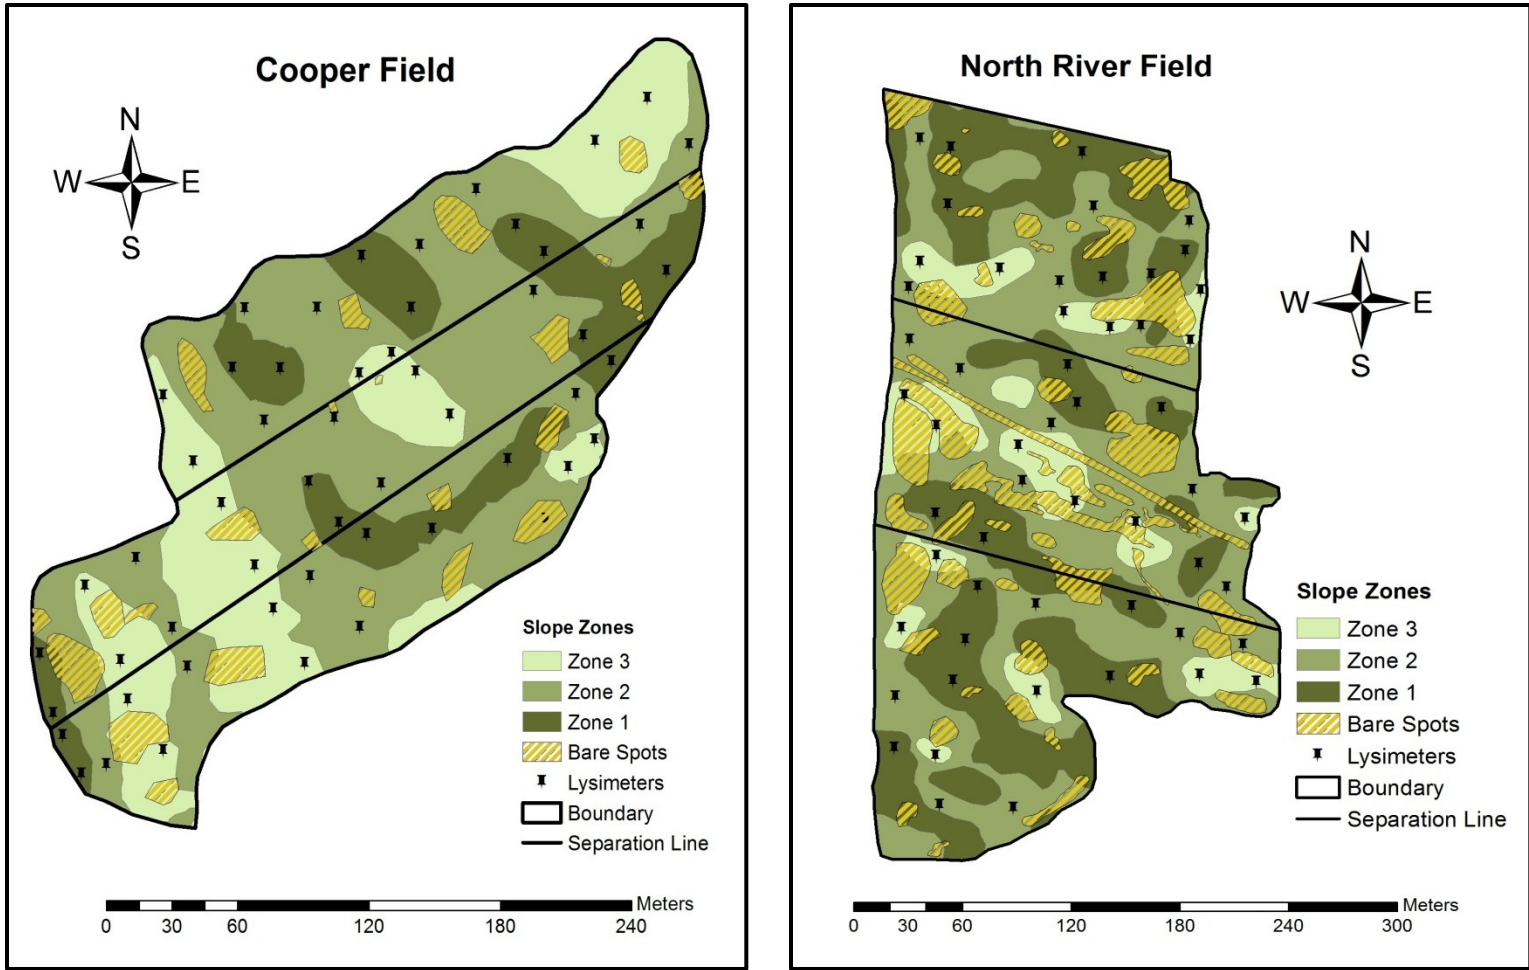 Cooper Field
N
W E
S
Slope Zones
Zone 3
Zone 2
Zone 1
Bare Spots
Lysimeters
Boundary
Separation Line
Meters
0 30 60 120 180 240
North River Field
N
W E
S
Slope Zones
Zone 3
Zone 2
Zone 1
Bare Spots
Lysimeters
Boundary
Separation Line
Meters
0 30 60 120 180 240 300